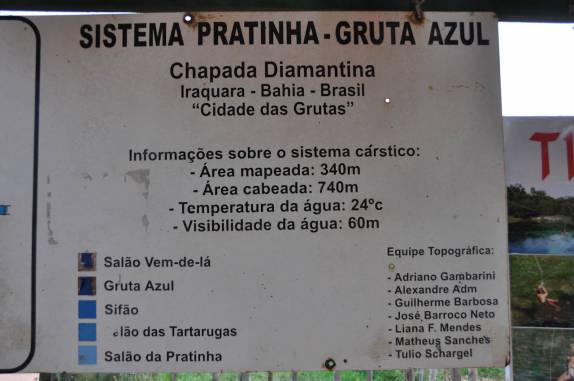 SISTEMA PRATINHA - GRUTA AZUL
Chapada Diamantina
Iraquara - Bahia - Brasil
“Cidade das Grutas”
Informações sobre o sistema cárstico:
- Área mapeada: 340m
- Área cabeada: 740m
- Temperatura da água: 24ºc
- Visibilidade da água: 60m
Salão Vem-de-lá
Gruta Azul
Sifão
alão das Tartarugas
Salão da Pratinha
Equipe Topográfica:
- Adriano Gambarini
- Alexandre Adm
- Guilherme Barbosa
- José Barroco Neto
- Liana F. Mendes
- Matheus Sanches
- Tulio Schargel